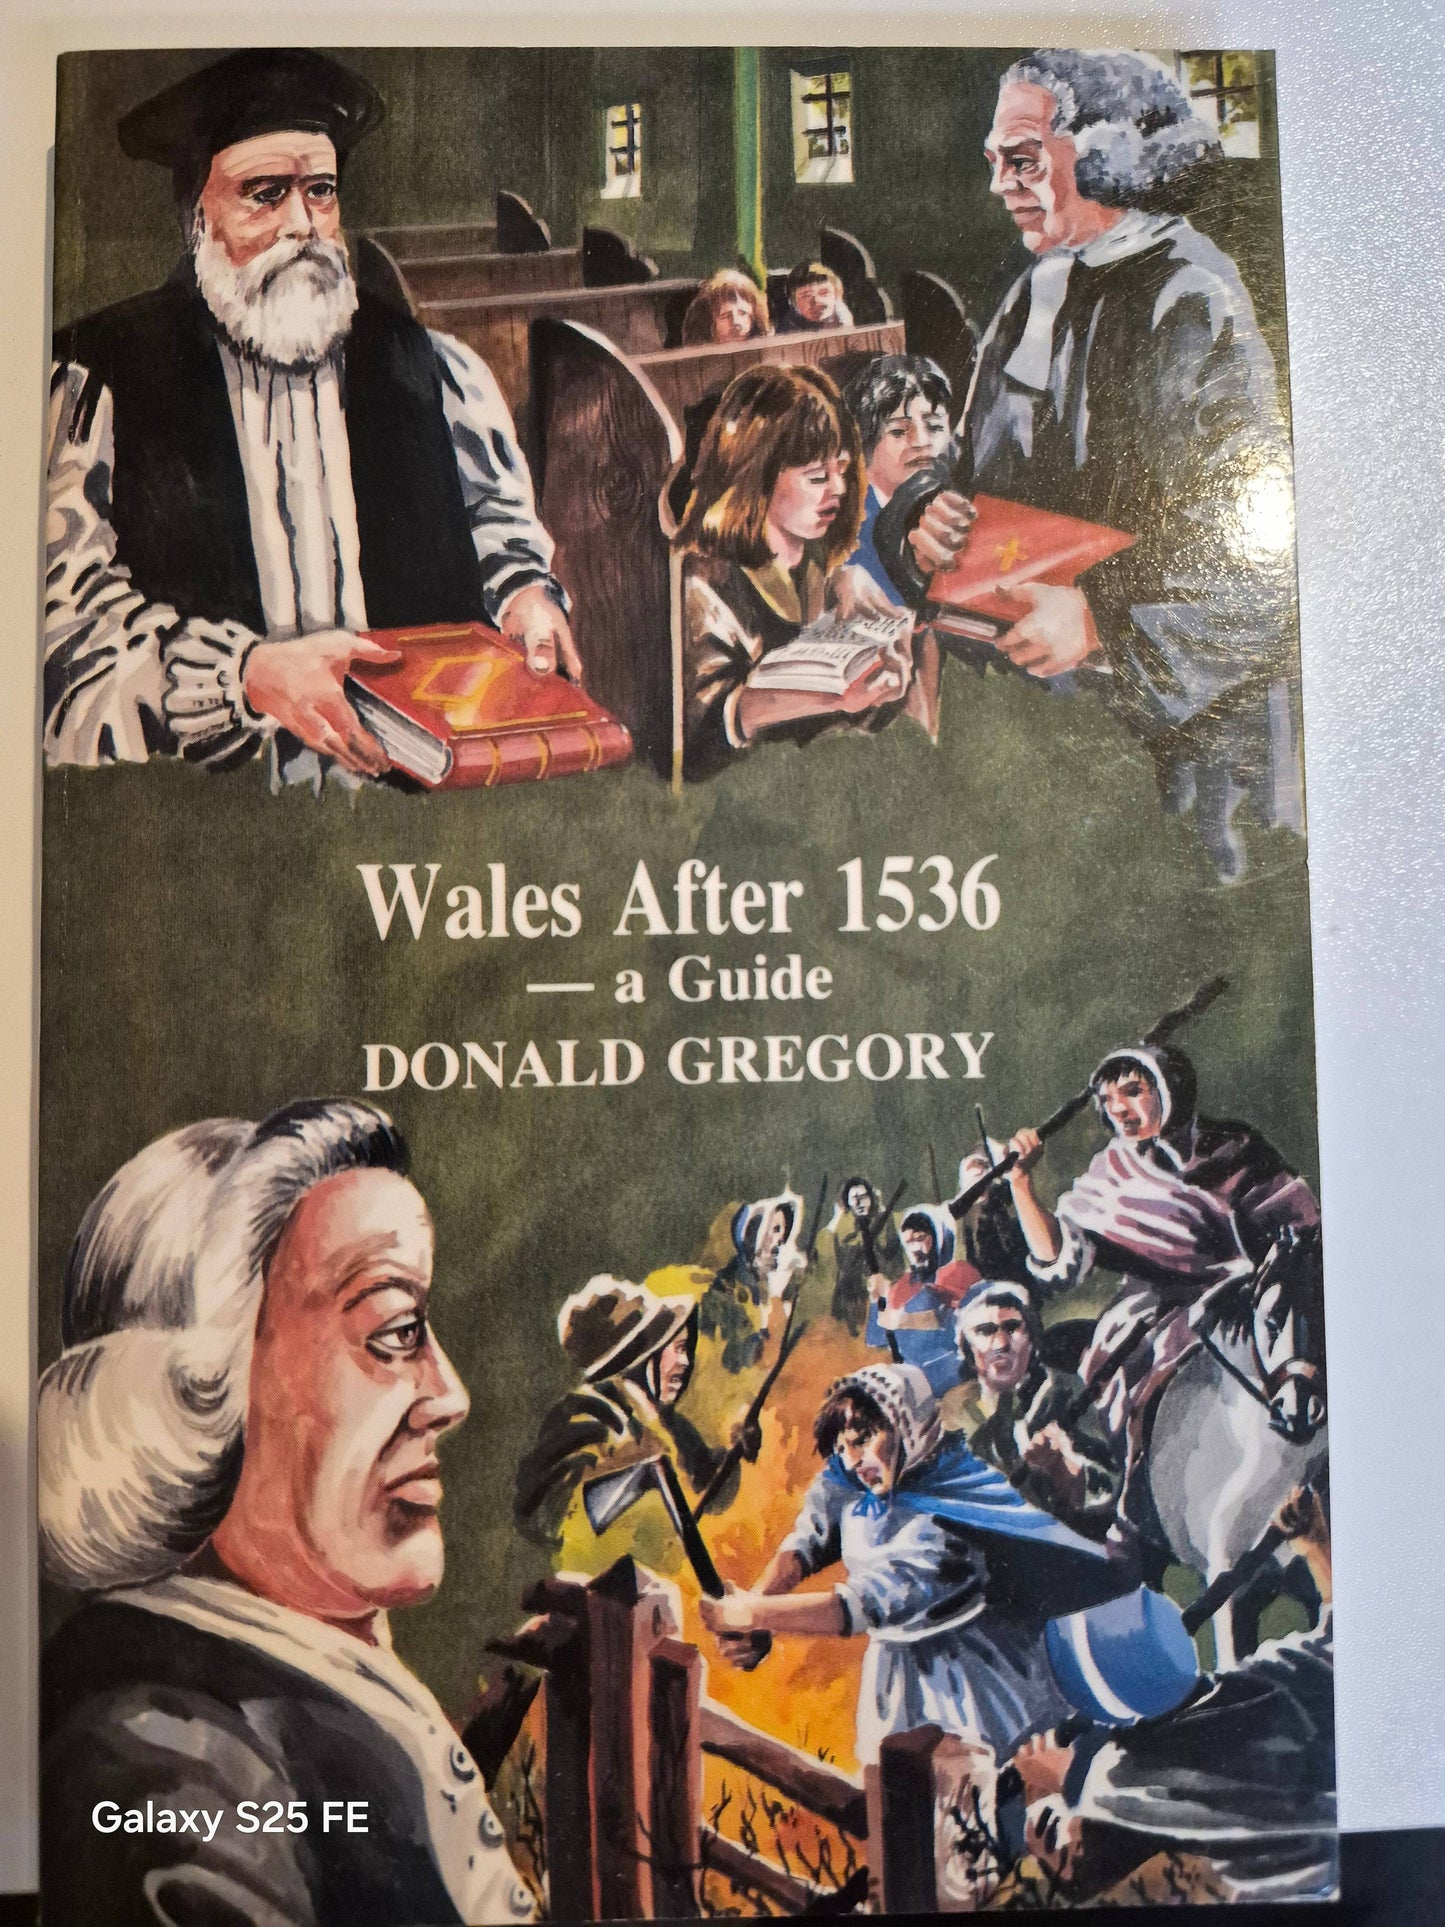 Wales After 1536
— a Guide
DONALD GREGORY
Galaxy S25 FE